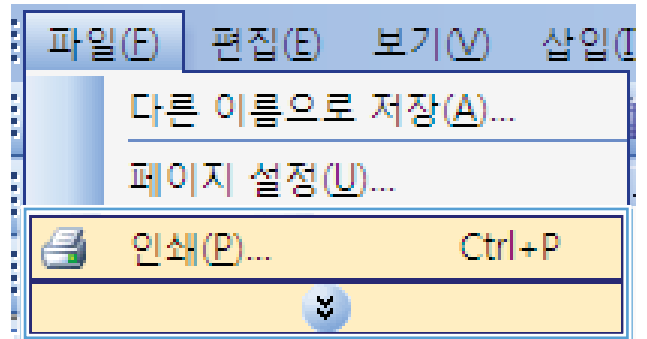 파일(F) 편집(E) 보기(V) 삽입(I
다른 이름으로 저장(A)...
페이지 설정(U)...
인쇄(P)... Ctrl+P